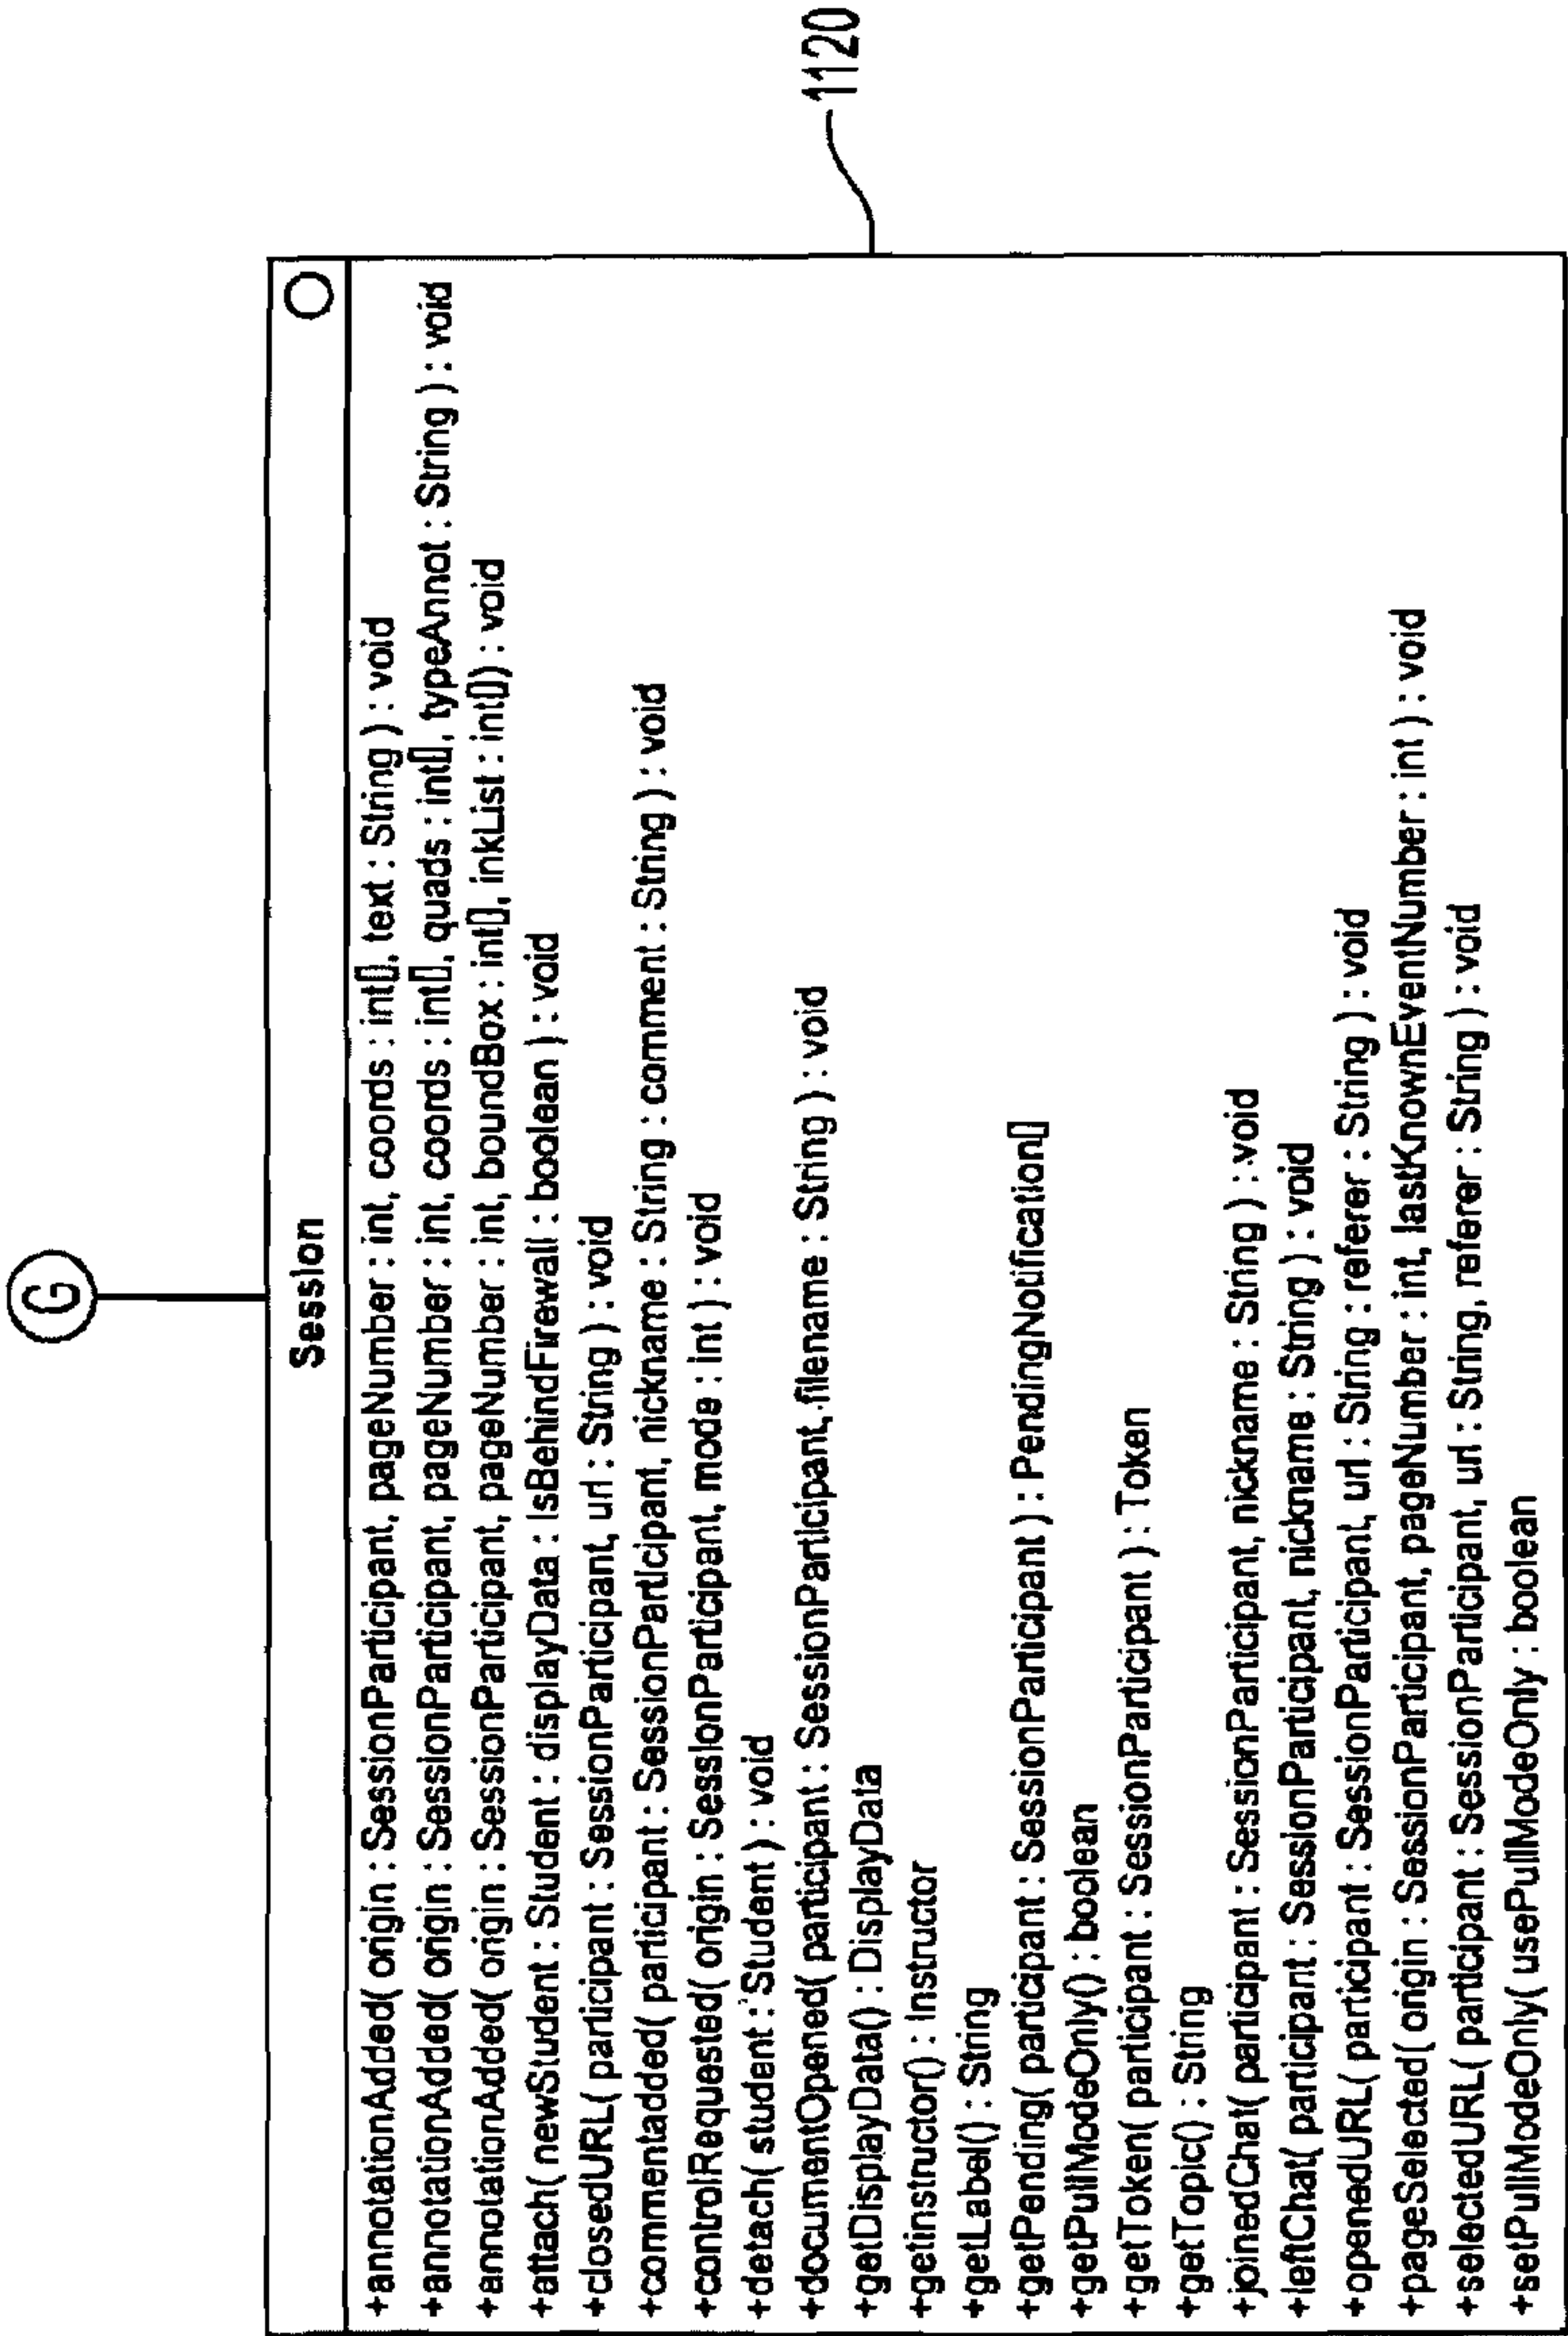 G
Session
+annotationAdded( origin : SessionParticipant, pageNumber : int, coords : int[], text : String ) : void
+annotationAdded( origin : SessionParticipant, pageNumber : int, coords : int[], quads : int[], typeAnnot : String ) : void
+annotationAdded( origin : SessionParticipant, pageNumber : int, boundBox : int[], inkList : int[]) : void
+attach( newStudent : Student : displayData : IsBehindFirewall : boolean ) : void
+closedURL( participant : SessionParticipant, url : String ) : void
+commentadded( participant : SessionParticipant, nickname : String : comment : String ) : void
+controlRequested( origin : SessionParticipant, mode : int ) : void
+detach( student : Student ) : void
+documentOpened( participant : SessionParticipant, filename : String ) : void
+getDisplayData() : DisplayData
+getinstructor() : Instructor
+getLabel() : String
+getPending( participant : SessionParticipant ) : PendingNotification[]
+getPullModeOnly() : boolean
+getToken( participant : SessionParticipant ) : Token
+getTopic() : String
+joinedChat( participant : SessionParticipant, nickname : String ) : void
+leftChat( participant : SessionParticipant, nickname : String ) : void
+openedURL( participant : SessionParticipant, url : String : referer : String ) : void
+pageSelected( origin : SessionParticipant, pageNumber : int, lastKnownEventNumber : int ) : void
+selectedURL( participant : SessionParticipant, url : String, referer : String ) : void
+setPullModeOnly( usePullModeOnly : boolean
1120